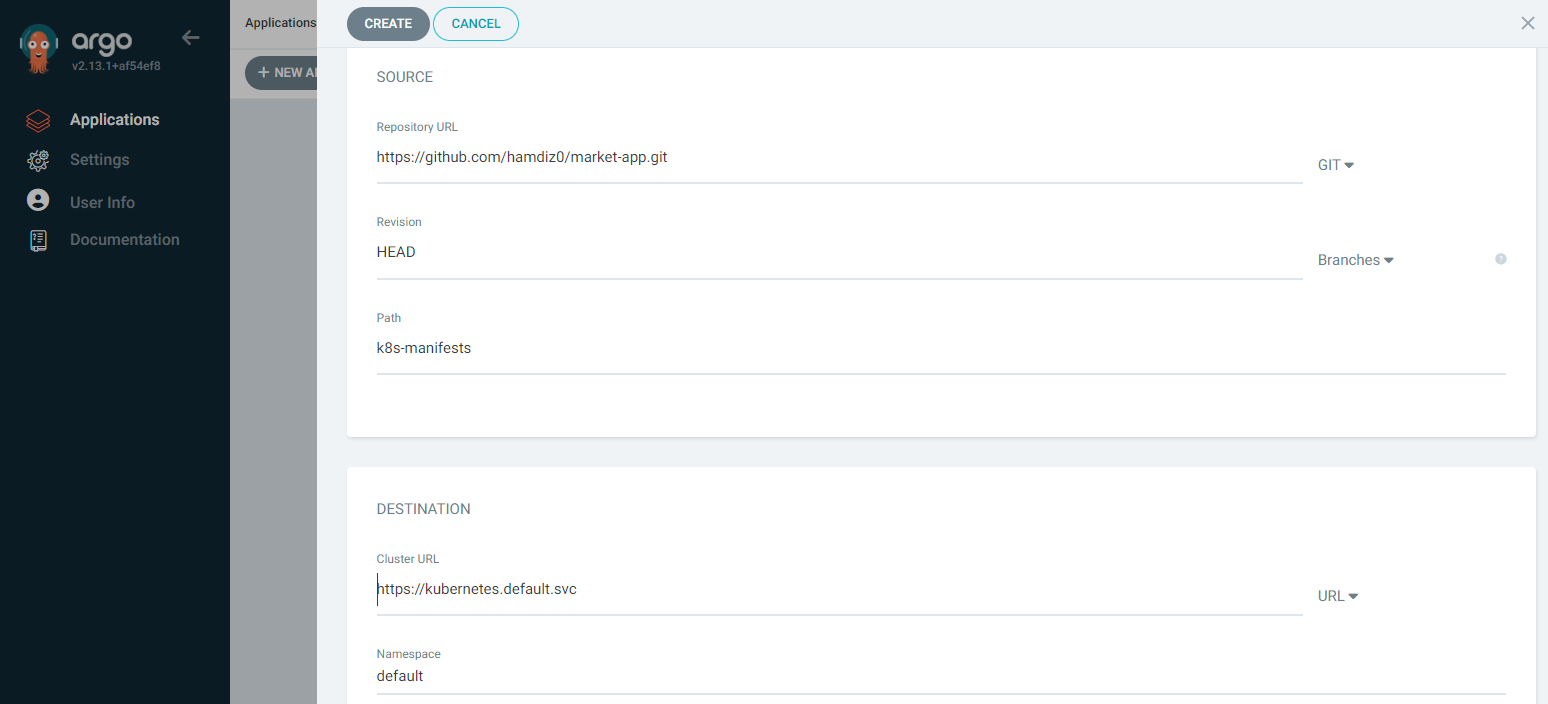 argo
v2.13.1+af54ef8
Applications
Settings
User Info
Documentation
Applications
+ NEW A
CREATE
CANCEL
SOURCE
Repository URL
https://github.com/hamdiz0/market-app.git
GIT
Revision
HEAD
Branches
?
Path
k8s-manifests
DESTINATION
Cluster URL
https://kubernetes.default.svc
URL
Namespace
default